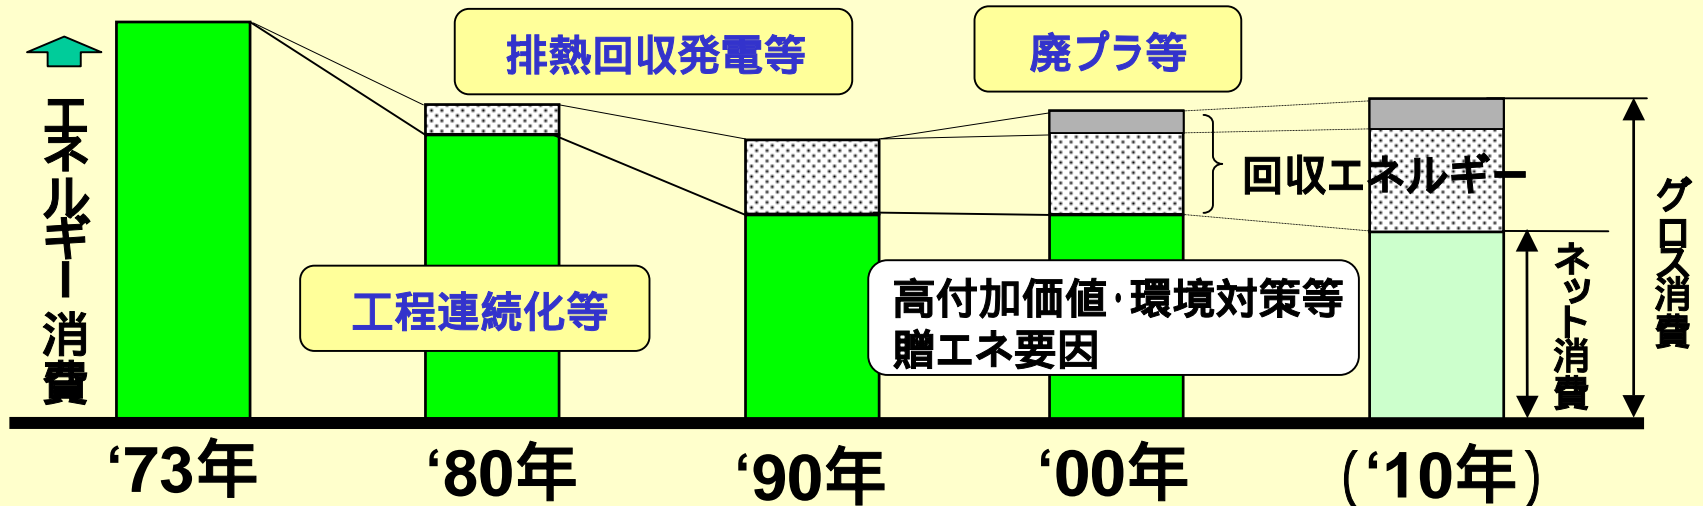 排熱回収発電等
廃プラ等
エネルギー消費
回収エネルギー
グロス消費
ネット消費
工程連続化等
高付加価値・環境対策等
贈エネ要因
‘73年
‘80年
‘90年
‘00年
(‘10年)